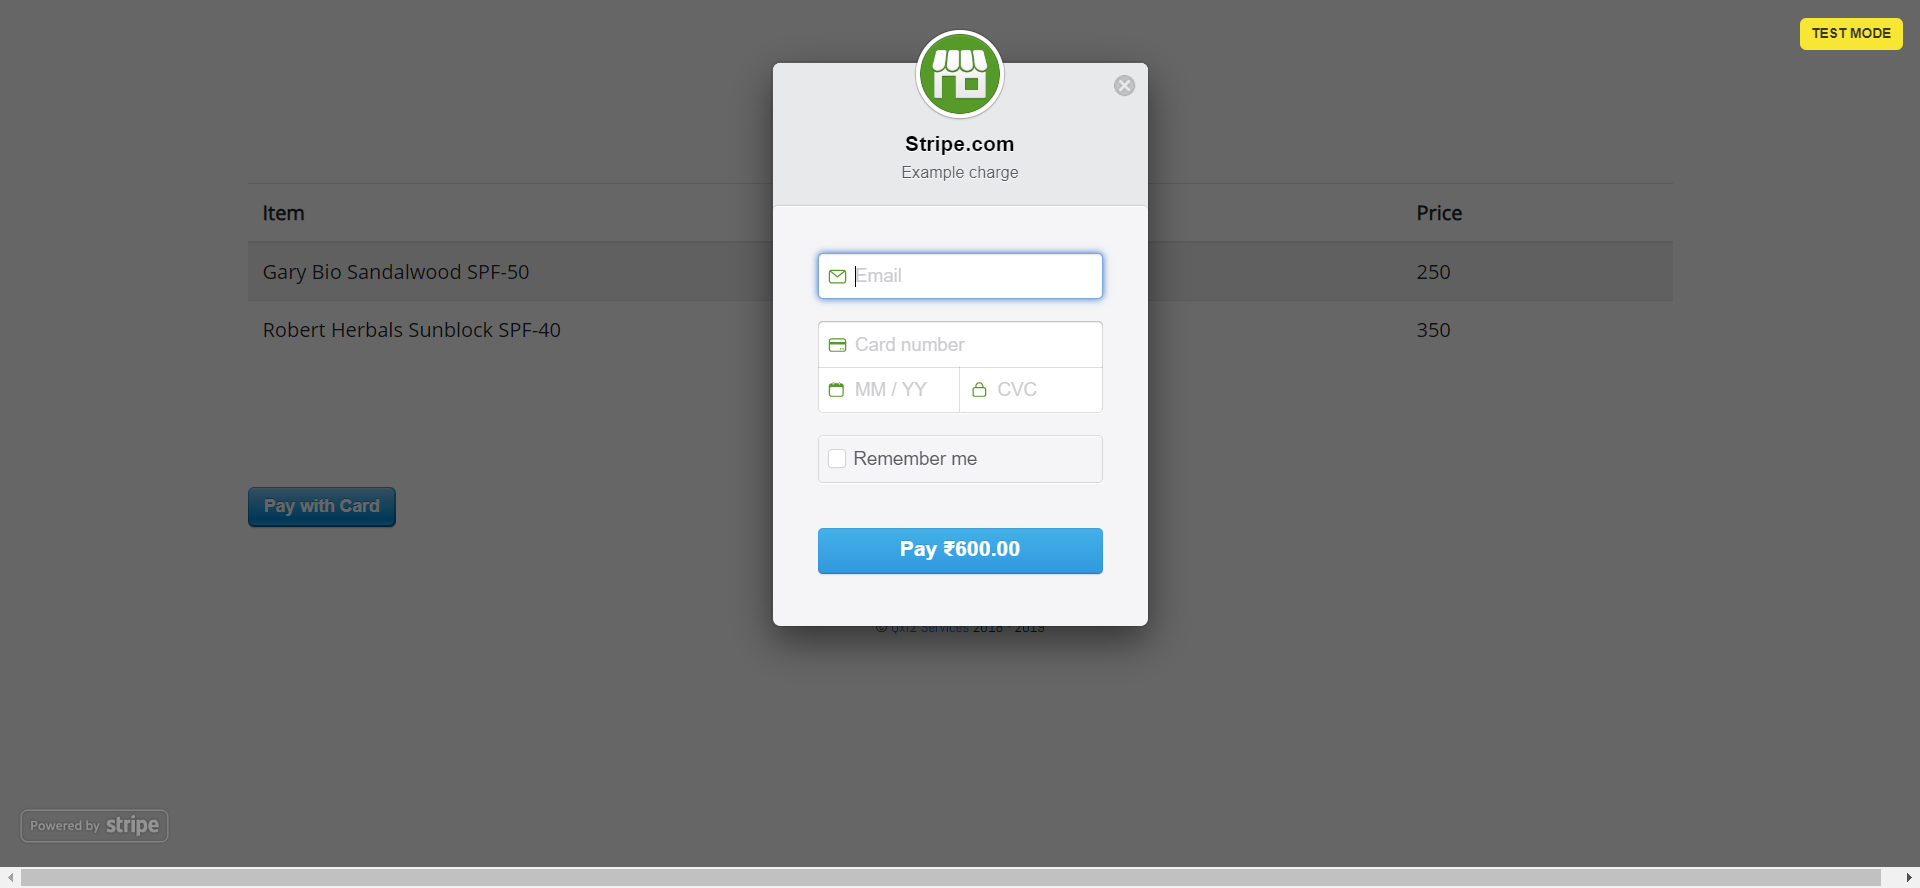 TEST MODE
Stripe.com
Example charge
Item
Price
Gary Bio Sandalwood SPF-50
250
Robert Herbals Sunblock SPF-40
350
Email
Card number
MM / YY
CVC
Remember me
Pay with Card
Pay ₹600.00
© Qxf2 Services 2018 - 2019
Powered by stripe